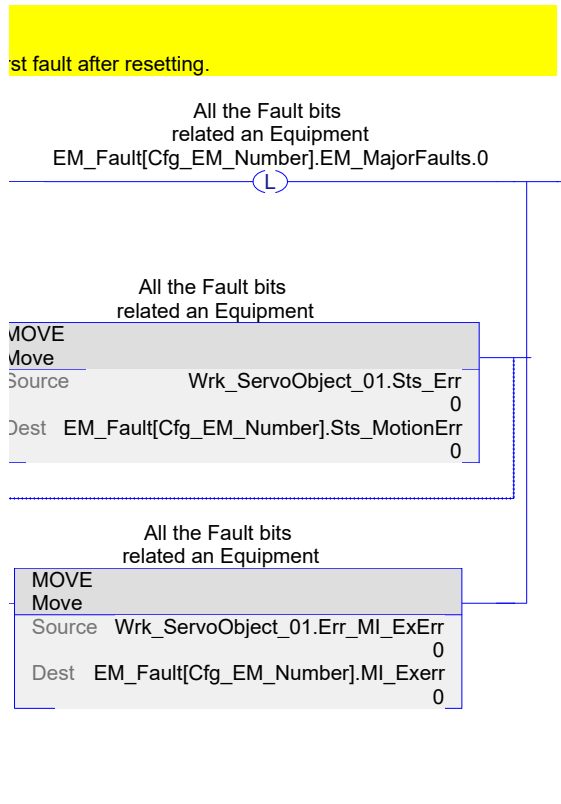 rst fault after resetting.
All the Fault bits
related an Equipment
EM_Fault[Cfg_EM_Number].EM_MajorFaults.0
L
All the Fault bits
related an Equipment
MOVE
Move
Source Wrk_ServoObject_01.Sts_Err
0
Dest EM_Fault[Cfg_EM_Number].Sts_MotionErr
0
All the Fault bits
related an Equipment
MOVE
Move
Source Wrk_ServoObject_01.Err_MI_ExErr
0
Dest EM_Fault[Cfg_EM_Number].MI_Exerr
0